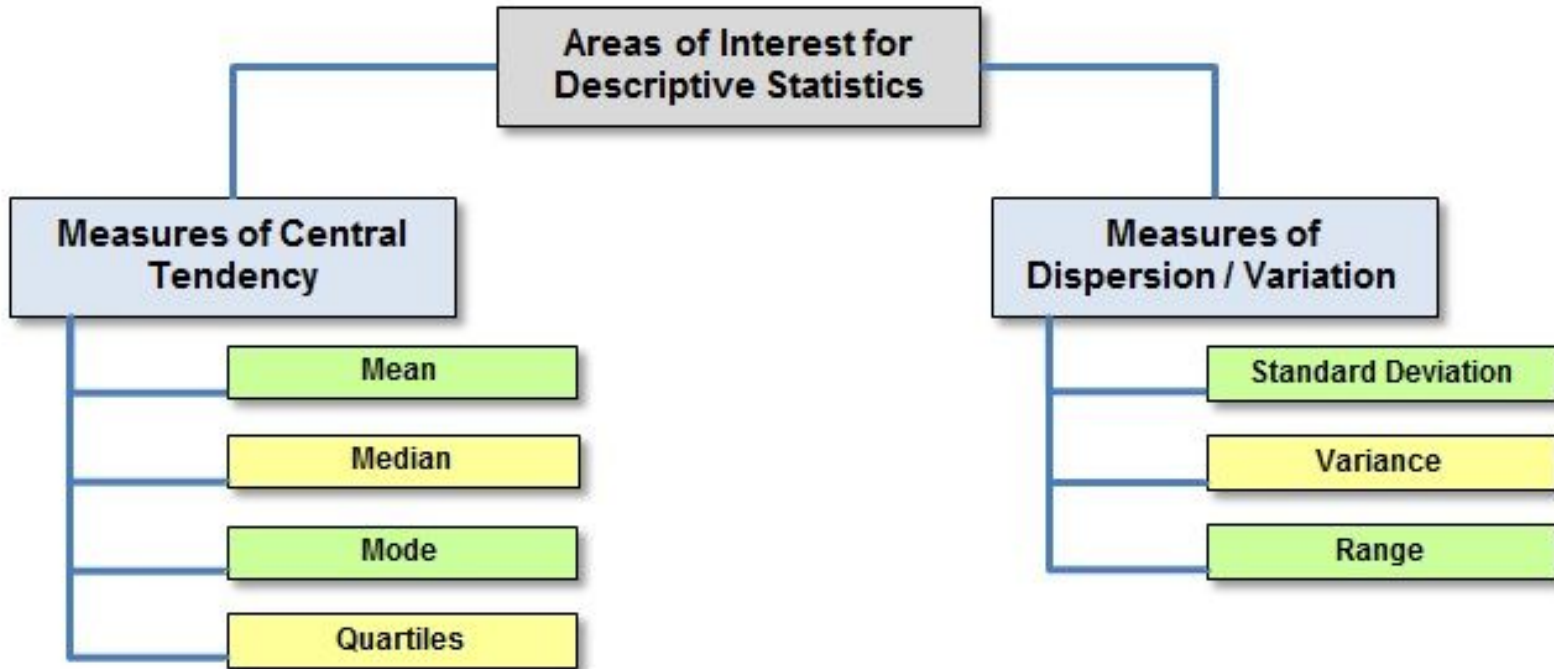 Areas of Interest for
Descriptive Statistics
Measures of Central
Tendency
Mean
Median
Mode
Quartiles
Measures of
Dispersion / Variation
Standard Deviation
Variance
Range